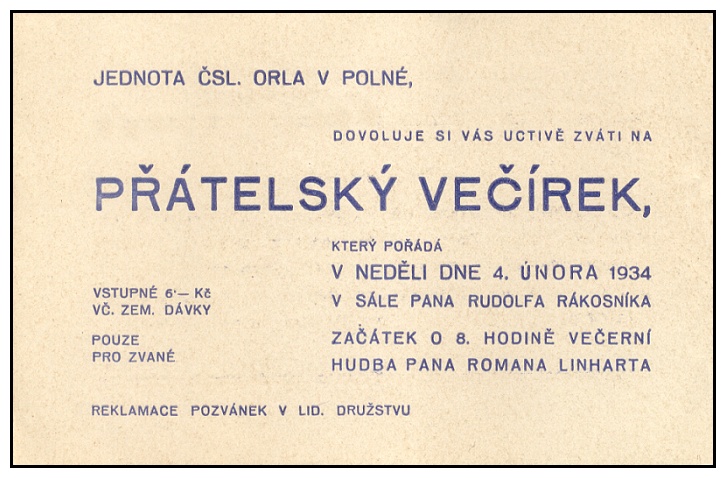 JEDNOTA ČSL. ORLA V POLNÉ,
DOVOLUJE SI VÁS UCTIVĚ ZVÁTI NA
PŘÁTELSKÝ VEČÍREK,
KTERÝ POŘÁDÁ
V NEDĚLI DNE 4. ÚNORA 1934
V SÁLE PANA RUDOLFA RÁKOSNÍKA
ZAČÁTEK O 8. HODINĚ VEČERNÍ
HUDBA PANA ROMANA LINHARTA
VSTUPNÉ 6·— Kč
VČ. ZEM. DÁVKY
POUZE
PRO ZVANÉ
REKLAMACE POZVÁNEK V LID. DRUŽSTVU